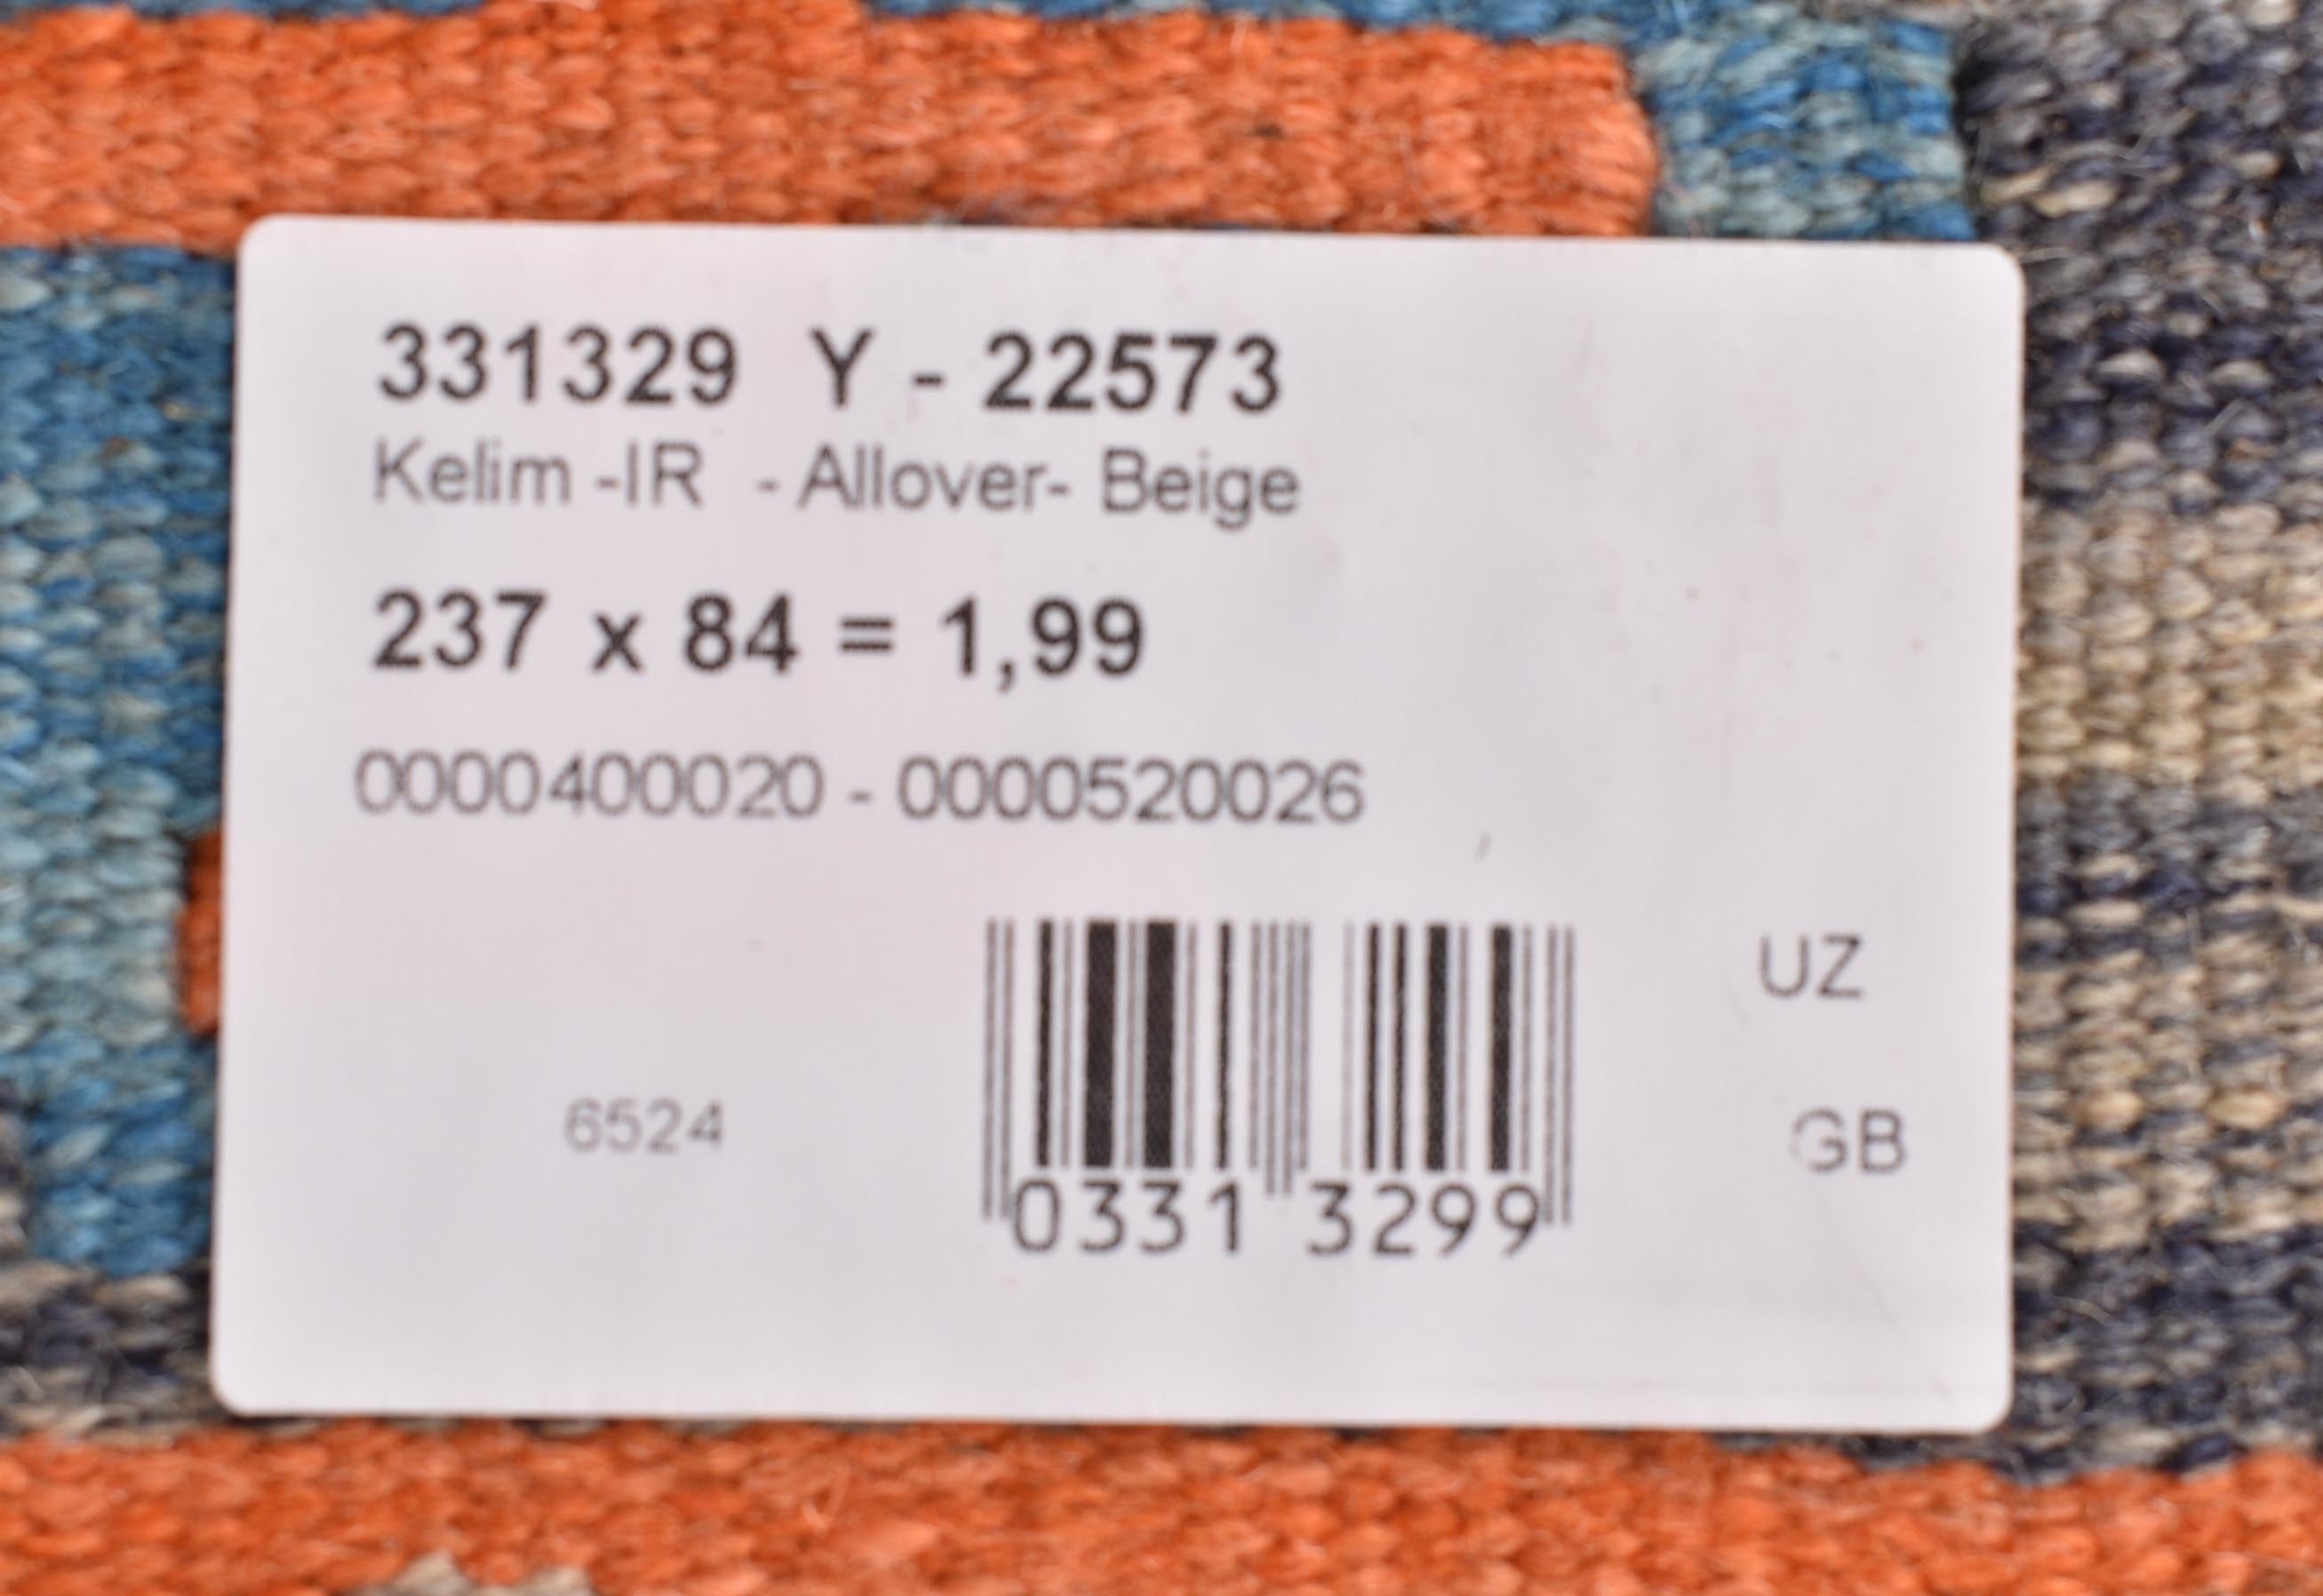 331329 Y - 22573
Kelim -IR - Allover- Beige
237 x 84 = 1,99
0000400020 - 0000520026
UZ
6524
GB
0331 3299